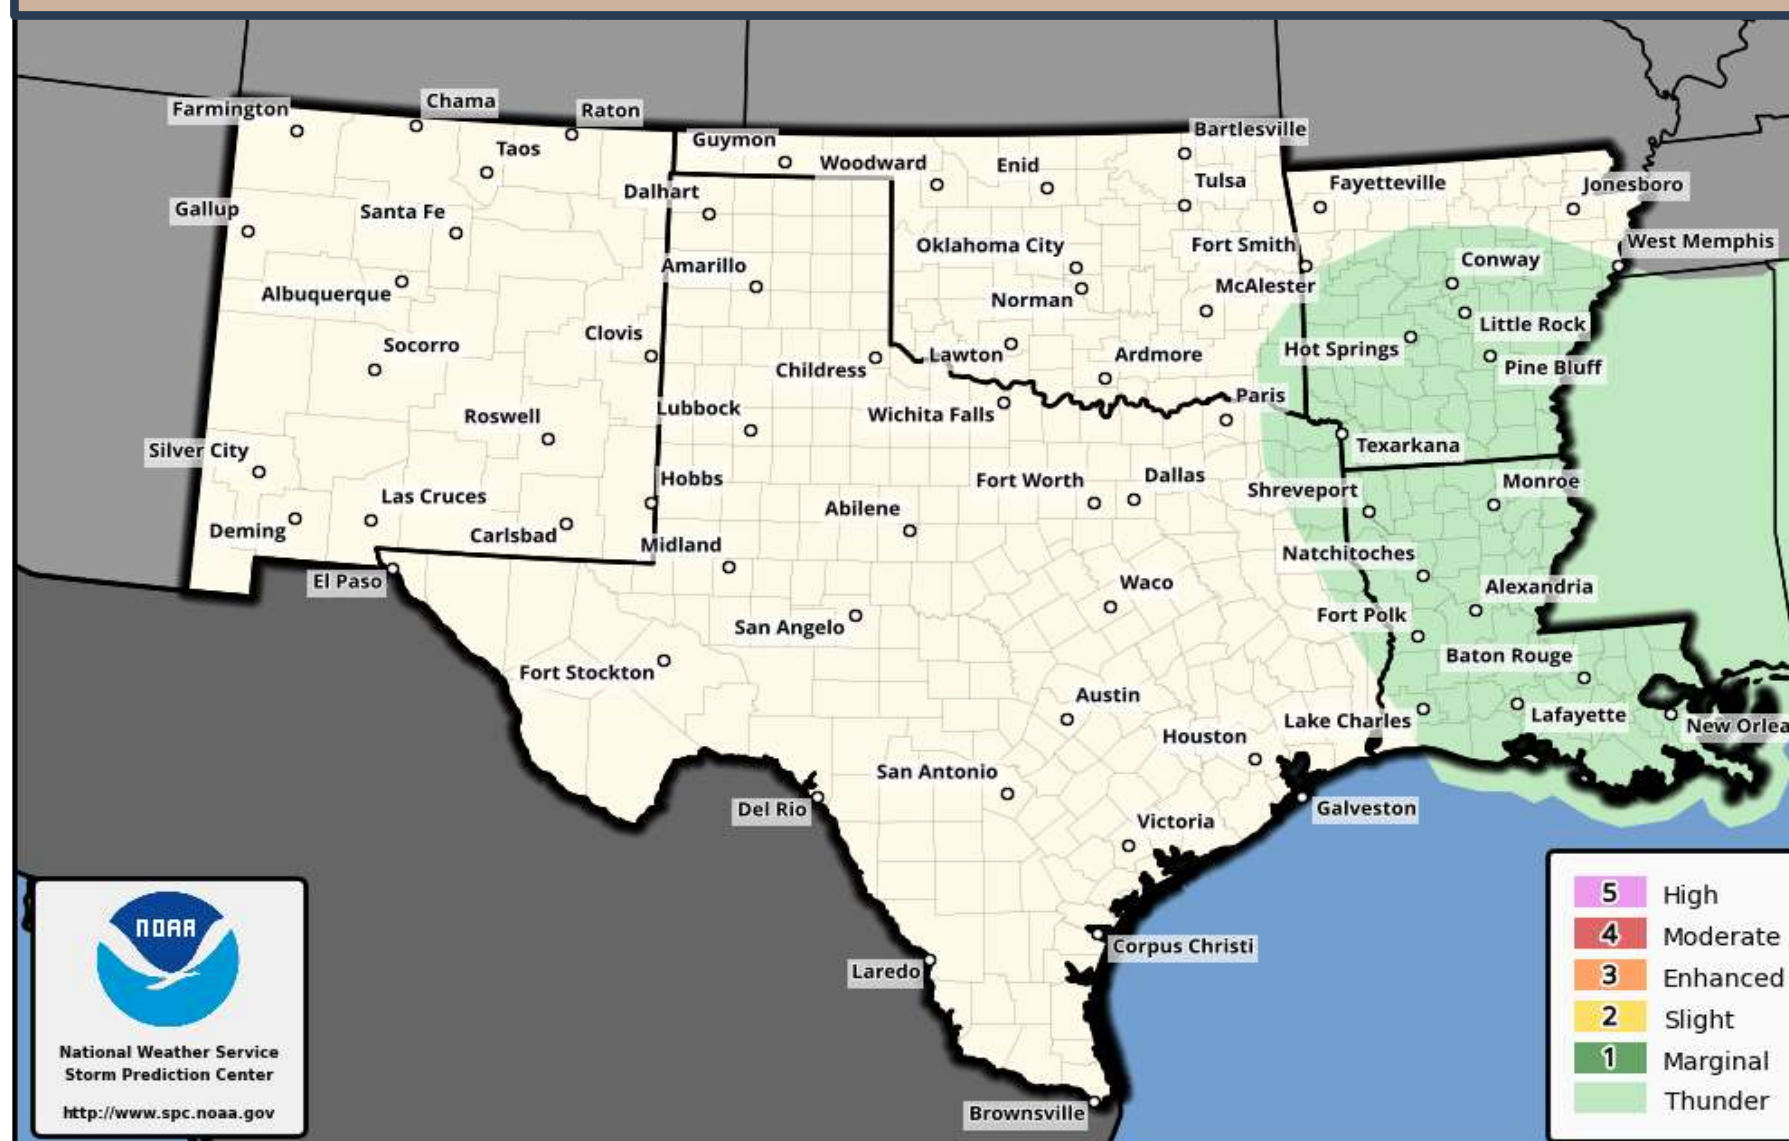 Farmington
Chama
Raton
Taos
Guymon
Woodward
Enid
Bartlesville
Tulsa
Fayetteville
Jonesboro
Gallup
Santa Fe
Dalhart
Oklahoma City
Fort Smith
West Memphis
Albuquerque
Amarillo
Norman
McAlester
Conway
Socorro
Clovis
Childress
Lawton
Ardmore
Hot Springs
Little Rock
Pine Bluff
Roswell
Lubbock
Wichita Falls
Paris
Silver City
Texarkana
Las Cruces
Hobbs
Fort Worth
Dallas
Shreveport
Monroe
Deming
Carlsbad
Midland
Abilene
Natchitoches
El Paso
Waco
Alexandria
San Angelo
Fort Polk
Fort Stockton
Baton Rouge
Austin
Lake Charles
Lafayette
New Orlea
Houston
San Antonio
Del Rio
Galveston
Victoria
Corpus Christi
Laredo
Brownsville
NOAA
National Weather Service
Storm Prediction Center
http://www.spc.noaa.gov
5 High
4 Moderate
3 Enhanced
2 Slight
1 Marginal
Thunder